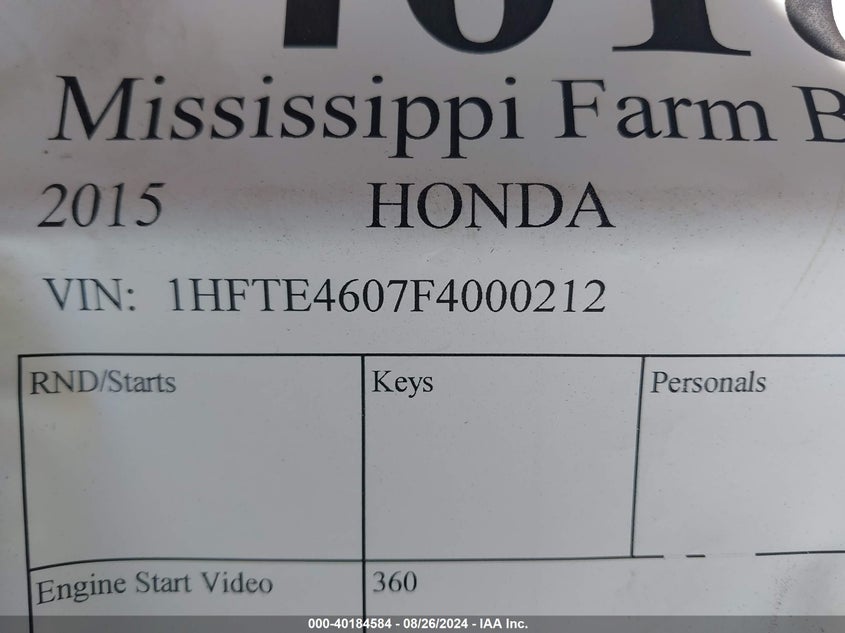 Mississippi Farm B
2015 HONDA
VIN: 1HFTE4607F4000212
RND/Starts Keys Personals
Engine Start Video 360
000-40184584 - 08/26/2024 - IAA Inc.